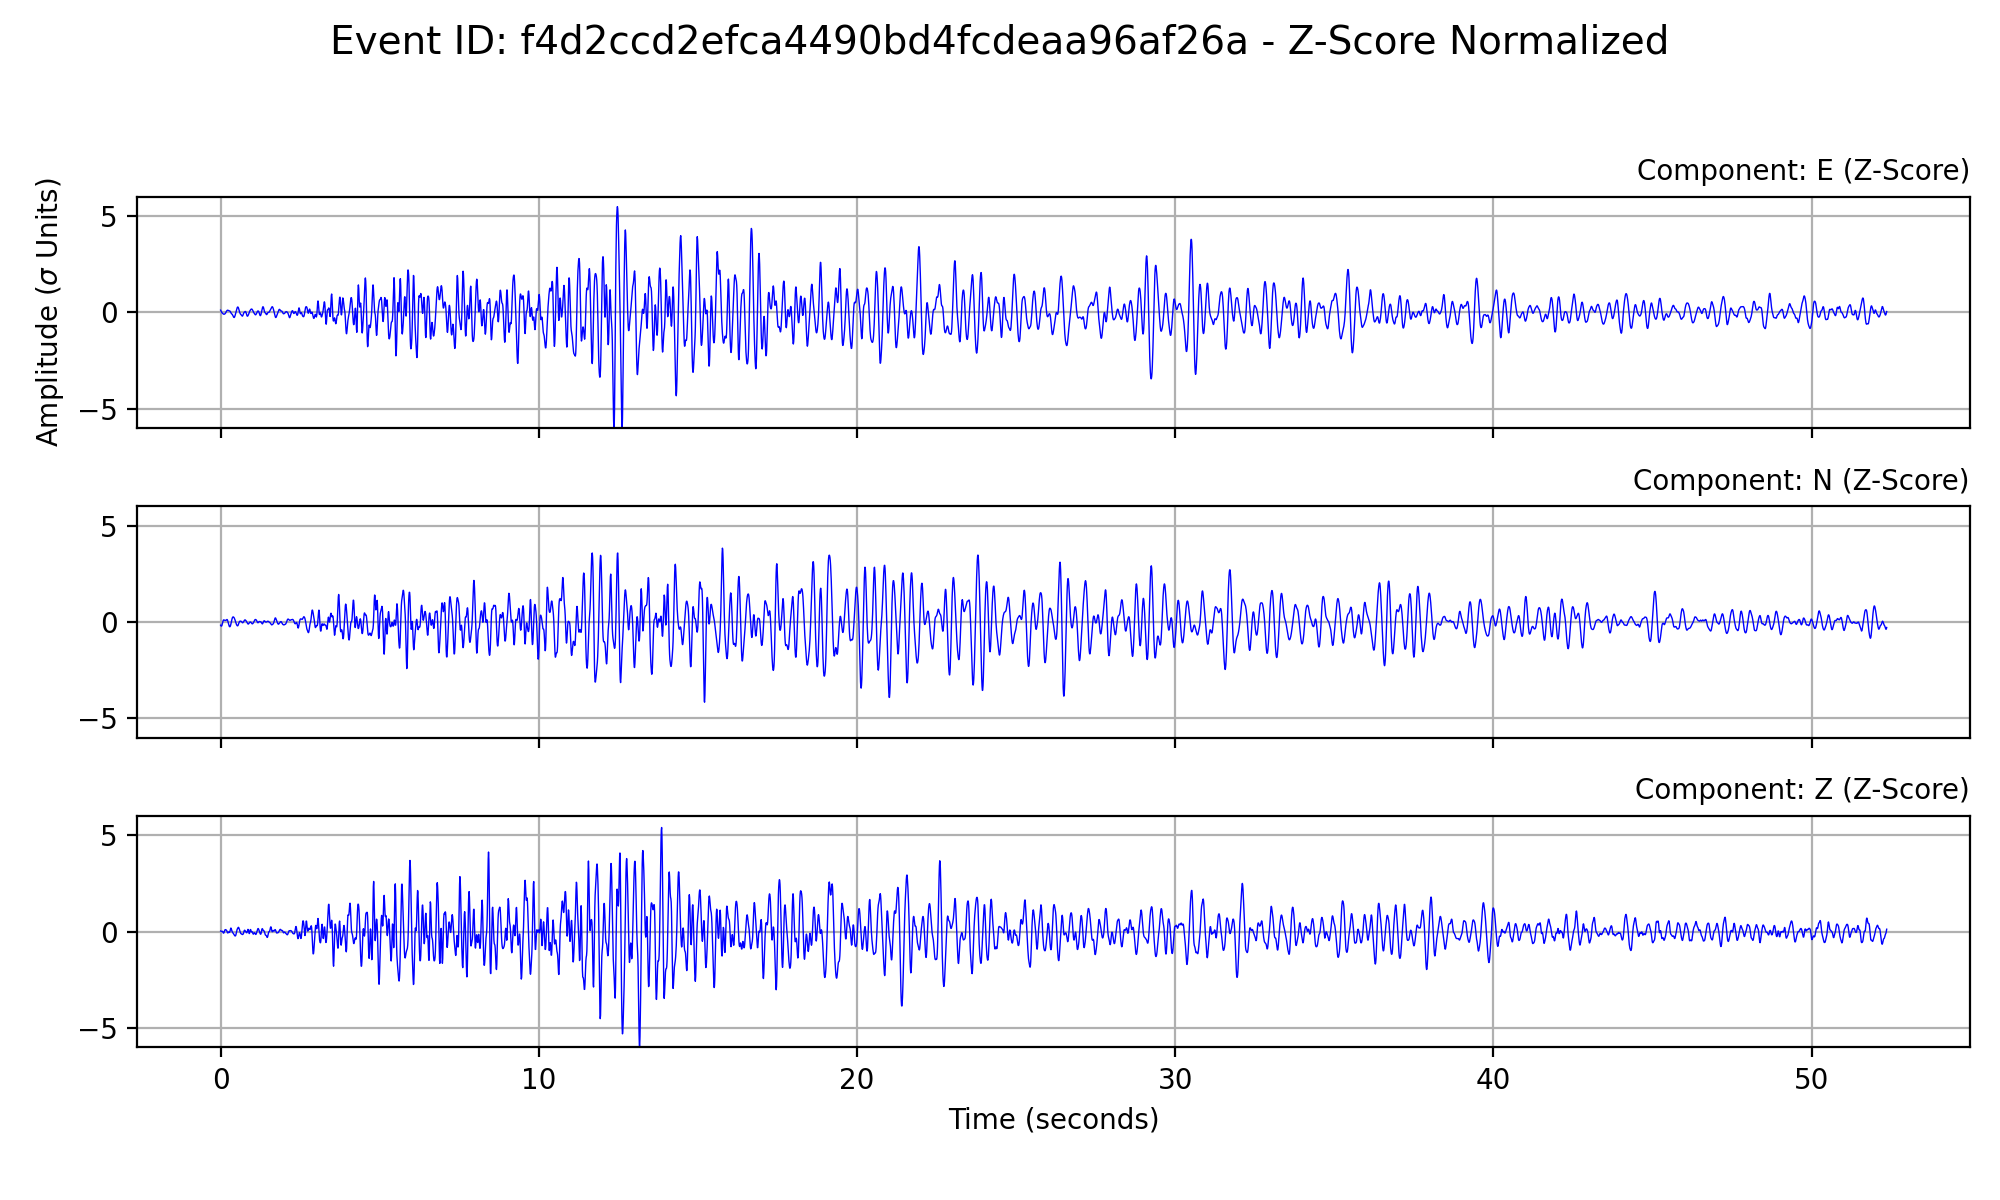 Event ID: f4d2ccd2efca4490bd4fcdeaa96af26a - Z-Score Normalized
Component: E (Z-Score)
Amplitude (σ Units)
5
0
−5
Component: N (Z-Score)
5
0
−5
Component: Z (Z-Score)
5
0
−5
0 10 20 30 40 50
Time (seconds)